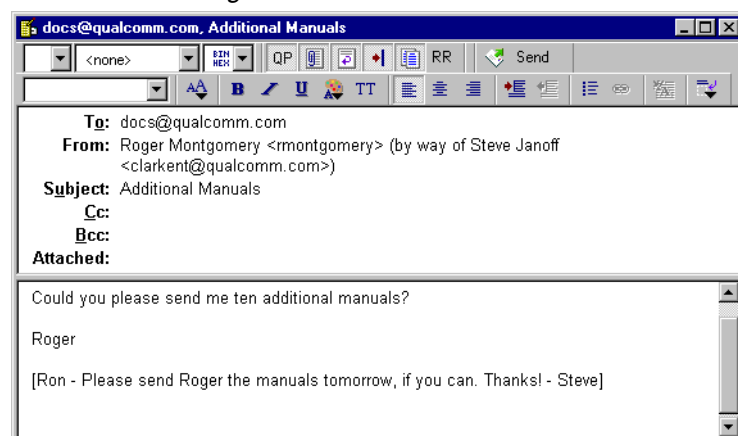 docs@qualcomm.com, Additional Manuals
<none> BIN HEX QP RR Send
B I U TT
To: docs@qualcomm.com
From: Roger Montgomery <rmontgomery> (by way of Steve Janoff
<clarkent@qualcomm.com>)
Subject: Additional Manuals
Cc:
Bcc:
Attached:
Could you please send me ten additional manuals?
Roger
[Ron - Please send Roger the manuals tomorrow, if you can. Thanks! - Steve]